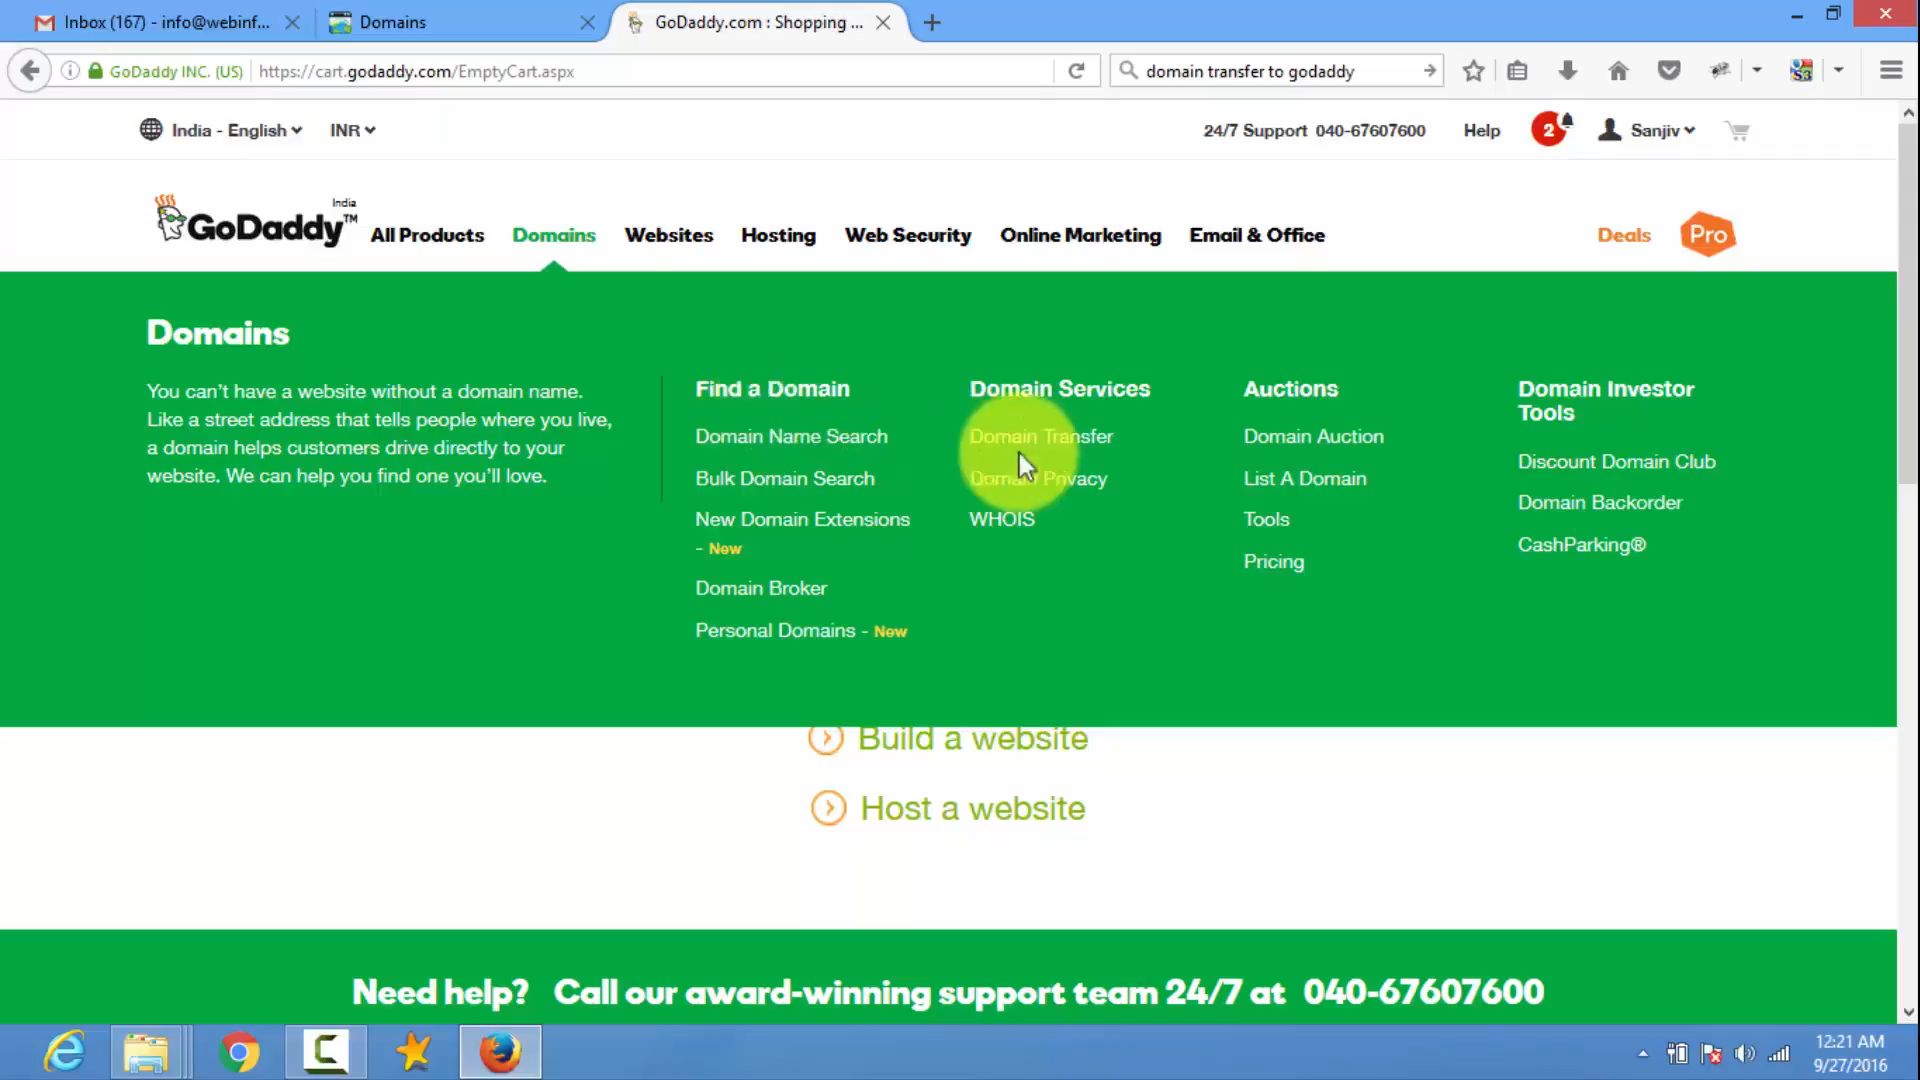 Inbox (167) - info@webinf...
Domains
GoDaddy.com : Shopping ...
GoDaddy INC. (US)
https://cart.godaddy.com/EmptyCart.aspx
domain transfer to godaddy
India - English
INR
24/7 Support 040-67607600
Help
2
Sanjiv
India
GoDaddy™
All Products
Domains
Websites
Hosting
Web Security
Online Marketing
Email & Office
Deals
Pro
Domains
You can't have a website without a domain name.
Like a street address that tells people where you live,
a domain helps customers drive directly to your
website. We can help you find one you'll love.
Find a Domain
Domain Name Search
Bulk Domain Search
New Domain Extensions
- New
Domain Broker
Personal Domains - New
Domain Services
Domain Transfer
Domain Privacy
WHOIS
Auctions
Domain Auction
List A Domain
Tools
Pricing
Domain Investor
Tools
Discount Domain Club
Domain Backorder
CashParking®
Build a website
Host a website
Need help? Call our award-winning support team 24/7 at 040-67607600
12:21 AM
9/27/2016